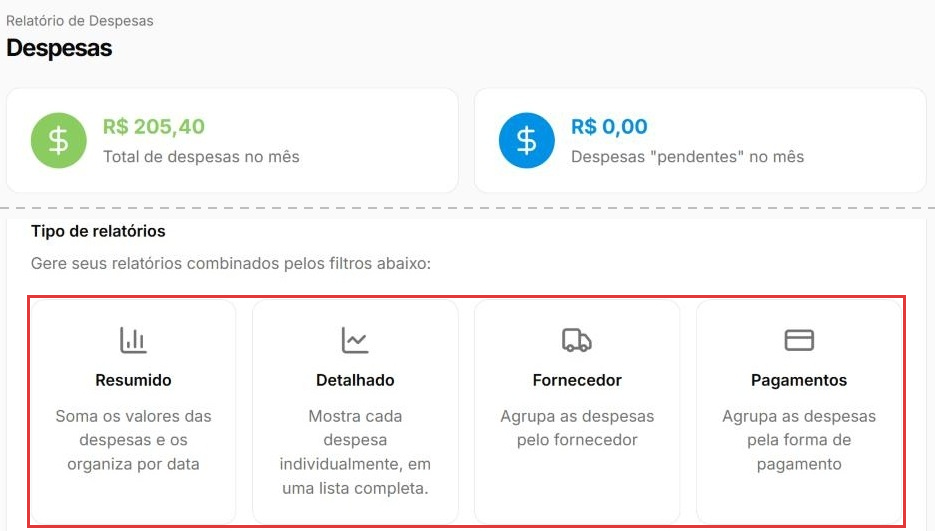 Relatório de Despesas
Despesas
R$ 205,40
Total de despesas no mês
R$ 0,00
Despesas "pendentes" no mês
Tipo de relatórios
Gere seus relatórios combinados pelos filtros abaixo:
Resumido
Soma os valores das
despesas e os
organiza por data
Detalhado
Mostra cada
despesa
individualmente, em
uma lista completa.
Fornecedor
Agrupa as despesas
pelo fornecedor
Pagamentos
Agrupa as despesas
pela forma de
pagamento